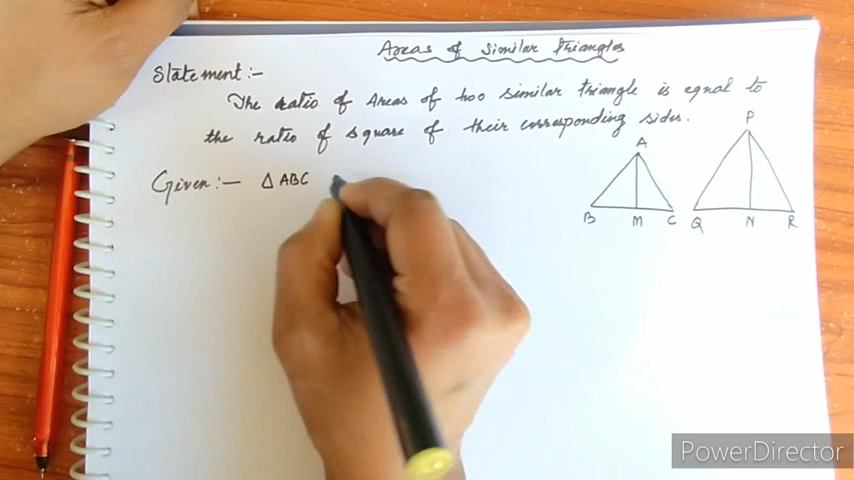 Areas of Similar triangles
Statement :-
The ratio of Areas of two similar triangle is equal to
the ratio of square of their corresponding sides.
Given :- Δ ABC
A
P
B
M
C
Q
N
R
PowerDirector